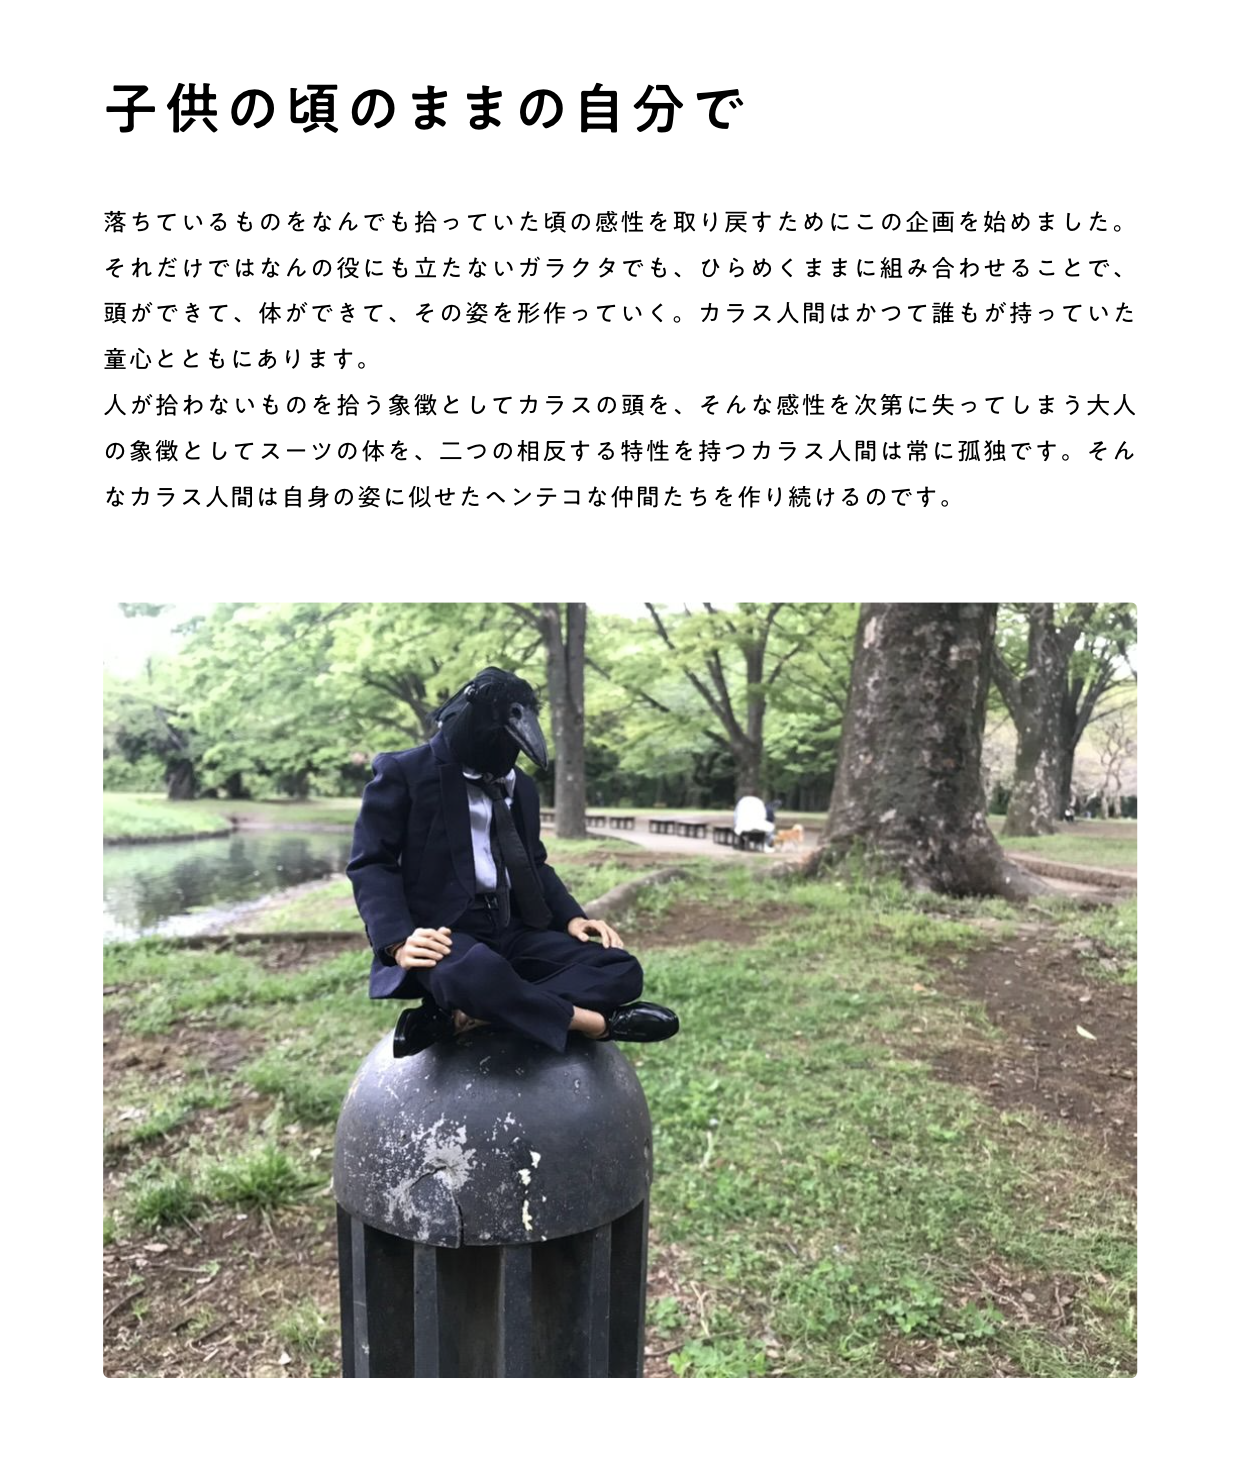 子供の頃のままの自分で
落ちているものをなんでも拾っていた頃の感性を取り戻すためにこの企画を始めました。
それだけではなんの役にも立たないガラクタでも、ひらめくままに組み合わせることで、
頭ができて、体ができて、その姿を形作っていく。カラス人間はかつて誰もが持っていた
童心とともにあります。
人が拾わないものを拾う象徴としてカラスの頭を、そんな感性を次第に失ってしまう大人
の象徴としてスーツの体を、二つの相反する特性を持つカラス人間は常に孤独です。そん
なカラス人間は自身の姿に似せたヘンテコな仲間たちを作り続けるのです。